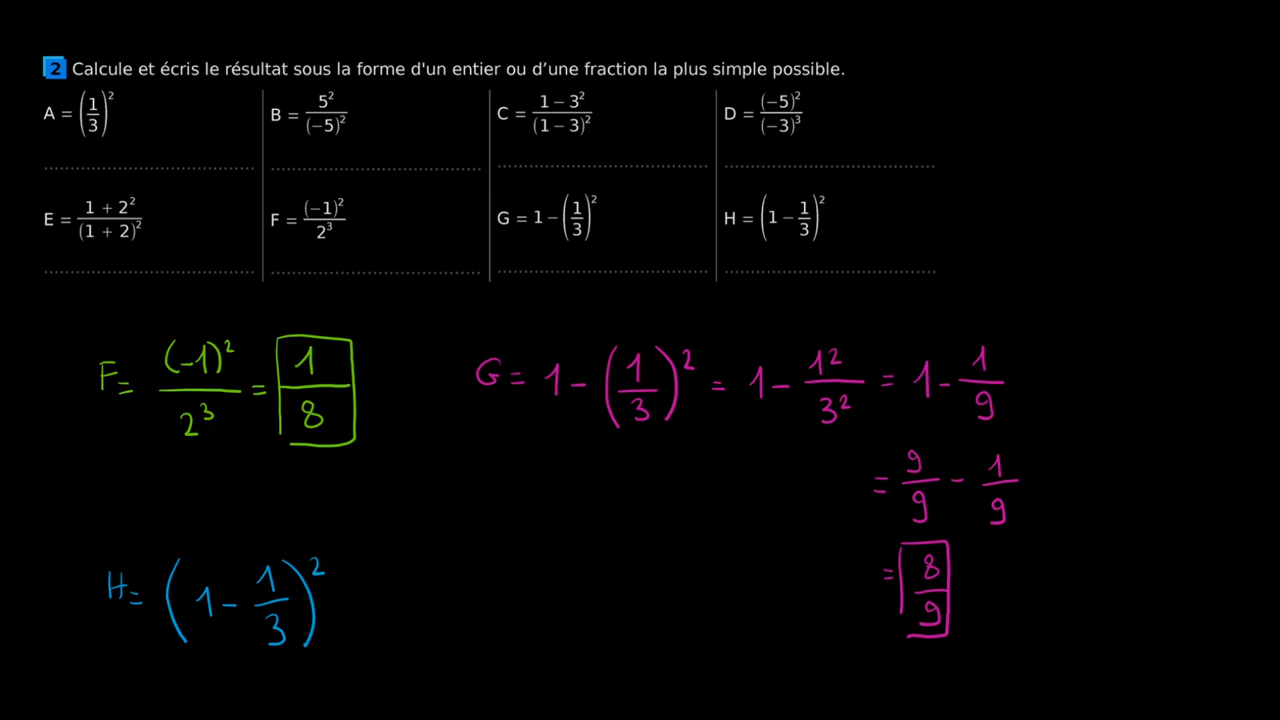 2 Calcule et écris le résultat sous la forme d'un entier ou d’une fraction la plus simple possible.
A = (1/3)²
B = 5²/(−5)²
C = (1 − 3²)/(1 − 3)²
D = (−5)²/(−3)³
E = (1 + 2²)/(1 + 2)²
F = (−1)²/2³
G = 1 − (1/3)²
H = (1 − 1/3)²
F = (-1)²/2³ = 1/8
G = 1 - (1/3)² = 1 - 1²/3² = 1 - 1/9
= 9/9 - 1/9
= 8/9
H = (1 - 1/3)²